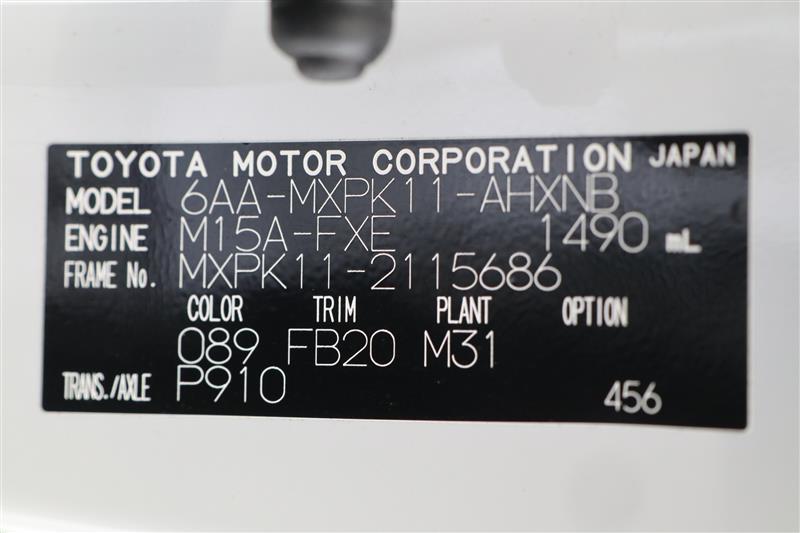 TOYOTA MOTOR CORPORATION JAPAN
MODEL 6AA-MXPK11-AHXNB
ENGINE M15A-FXE 1490 mL
FRAME No. MXPK11-2115686
COLOR TRIM PLANT OPTION
089 FB20 M31
TRANS./AXLE P910 456